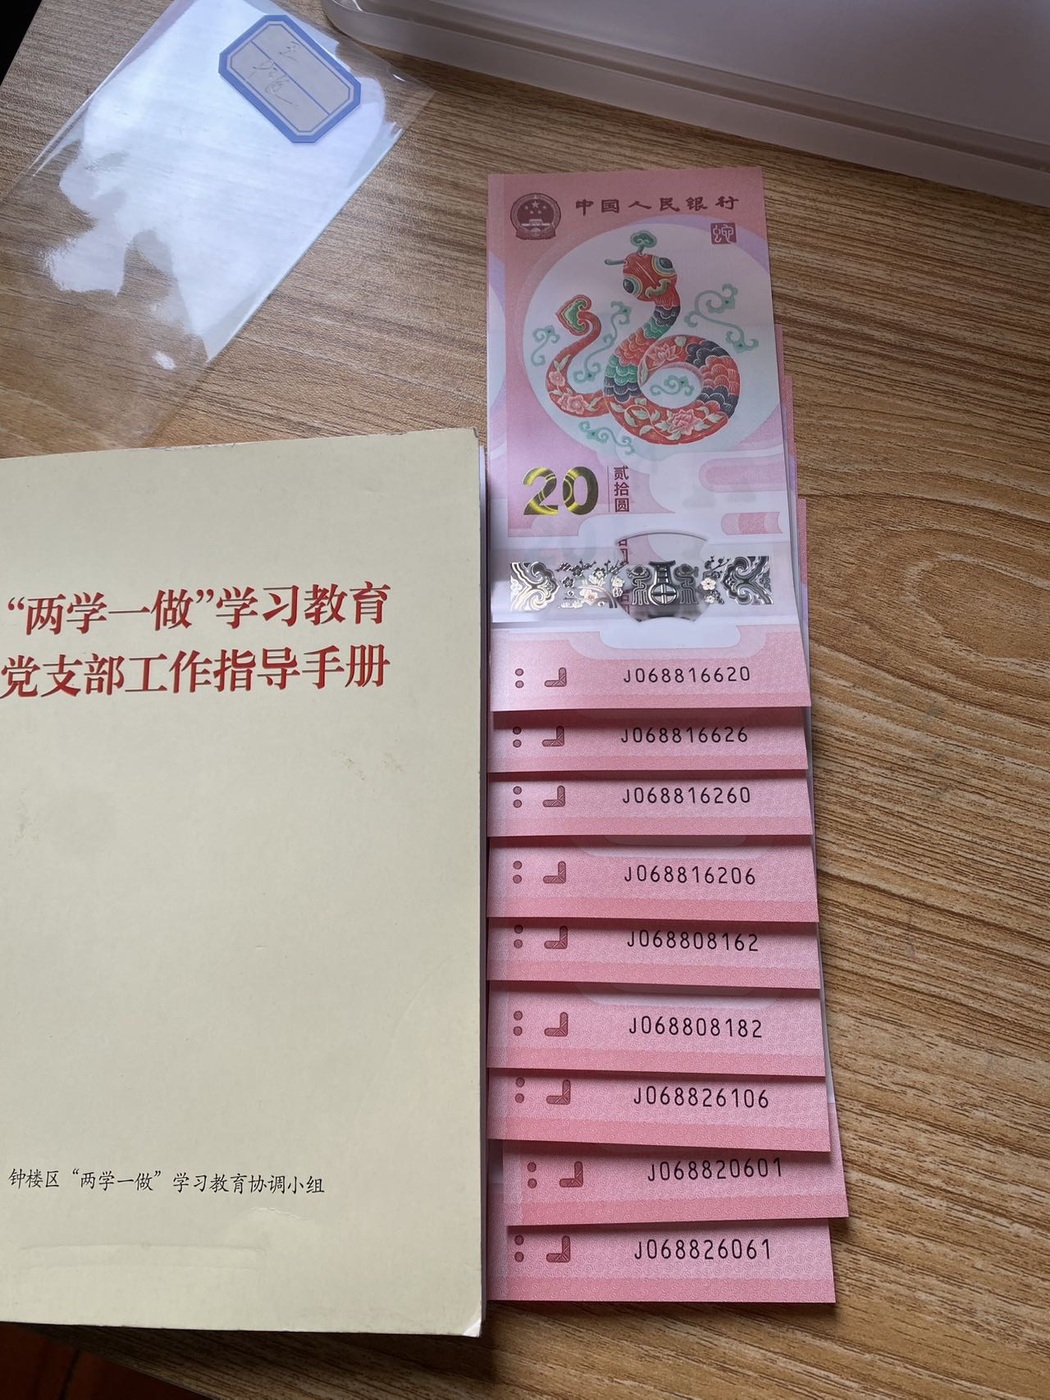 中国人民银行
20
贰拾圆
福
J068816620
J068816626
J068816260
J068816206
J068808162
J068808182
J068826106
J068820601
J068826061
“两学一做”学习教育
党支部工作指导手册
钟楼区“两学一做”学习教育协调小组